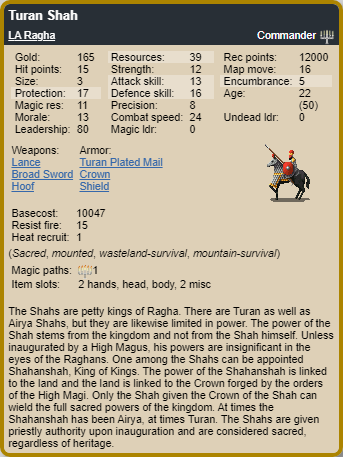 Turan Shah
LA Ragha Commander
Gold: 165 Resources: 39 Rec points: 12000
Hit points: 15 Strength: 12 Map move: 16
Size: 3 Attack skill: 13 Encumbrance: 5
Protection: 17 Defence skill: 16 Age: 22
Magic res: 11 Precision: 8 (50)
Morale: 13 Combat speed: 24 Undead ldr: 0
Leadership: 80 Magic ldr: 0
Weapons: Armor:
Lance Turan Plated Mail
Broad Sword Crown
Hoof Shield
Basecost: 10047
Resist fire: 15
Heat recruit: 1
(Sacred, mounted, wasteland-survival, mountain-survival)
Magic paths: 1
Item slots: 2 hands, head, body, 2 misc
The Shahs are petty kings of Ragha. There are Turan as well as
Airya Shahs, but they are likewise limited in power. The power of the
Shah stems from the kingdom and not from the Shah himself. Unless
inaugurated by a High Magus, his powers are insignificant in the
eyes of the Raghans. One among the Shahs can be appointed
Shahanshah, King of Kings. The power of the Shahanshah is linked
to the land and the land is linked to the Crown forged by the orders
of the High Magi. Only the Shah given the Crown of the Shah can
wield the full sacred powers of the kingdom. At times the
Shahanshah has been Airya, at times Turan. The Shahs are given
priestly authority upon inauguration and are considered sacred,
regardless of heritage.